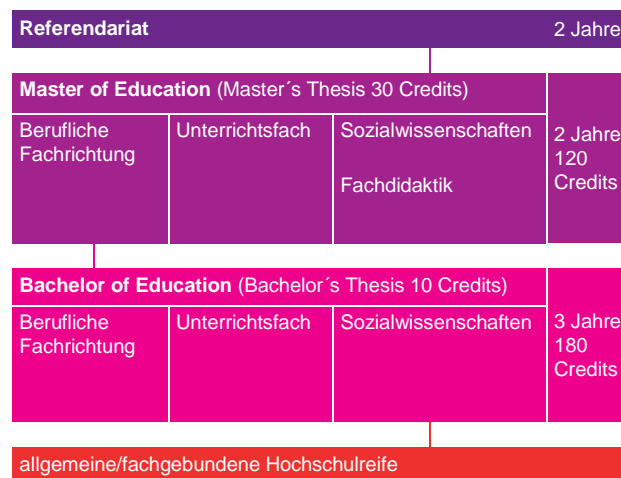 Referendariat 2 Jahre
Master of Education (Master´s Thesis 30 Credits)
Berufliche
Fachrichtung
Unterrichtsfach
Sozialwissenschaften
Fachdidaktik
2 Jahre
120
Credits
Bachelor of Education (Bachelor´s Thesis 10 Credits)
Berufliche
Fachrichtung
Unterrichtsfach
Sozialwissenschaften
3 Jahre
180
Credits
allgemeine/fachgebundene Hochschulreife